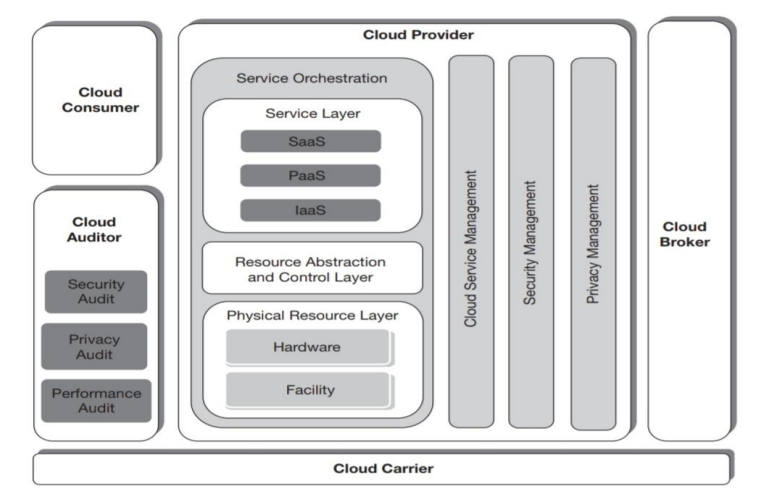 Cloud
Consumer
Cloud
Auditor
Security
Audit
Privacy
Audit
Performance
Audit
Cloud Provider
Service Orchestration
Service Layer
SaaS
PaaS
IaaS
Resource Abstraction
and Control Layer
Physical Resource Layer
Hardware
Facility
Cloud Service Management
Security Management
Privacy Management
Cloud
Broker
Cloud Carrier